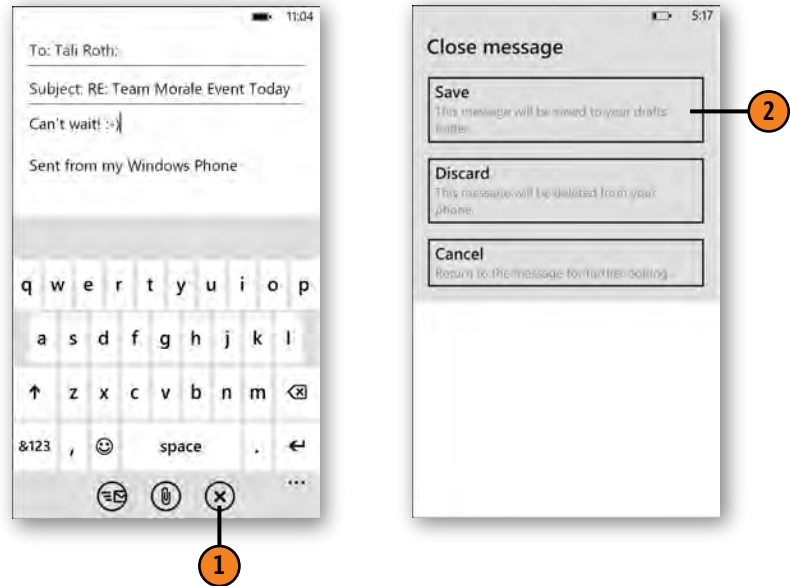 11:04
To: Tali Roth;
Subject: RE: Team Morale Event Today
Can't wait! :-)
Sent from my Windows Phone
q w e r t y u i o p
a s d f g h j k l
z x c v b n m
&123 , space . 
...
1
5:17
Close message
Save
This message will be saved to your drafts
folder.
2
Discard
This message will be deleted from your
phone.
Cancel
Return to the message for further editing.